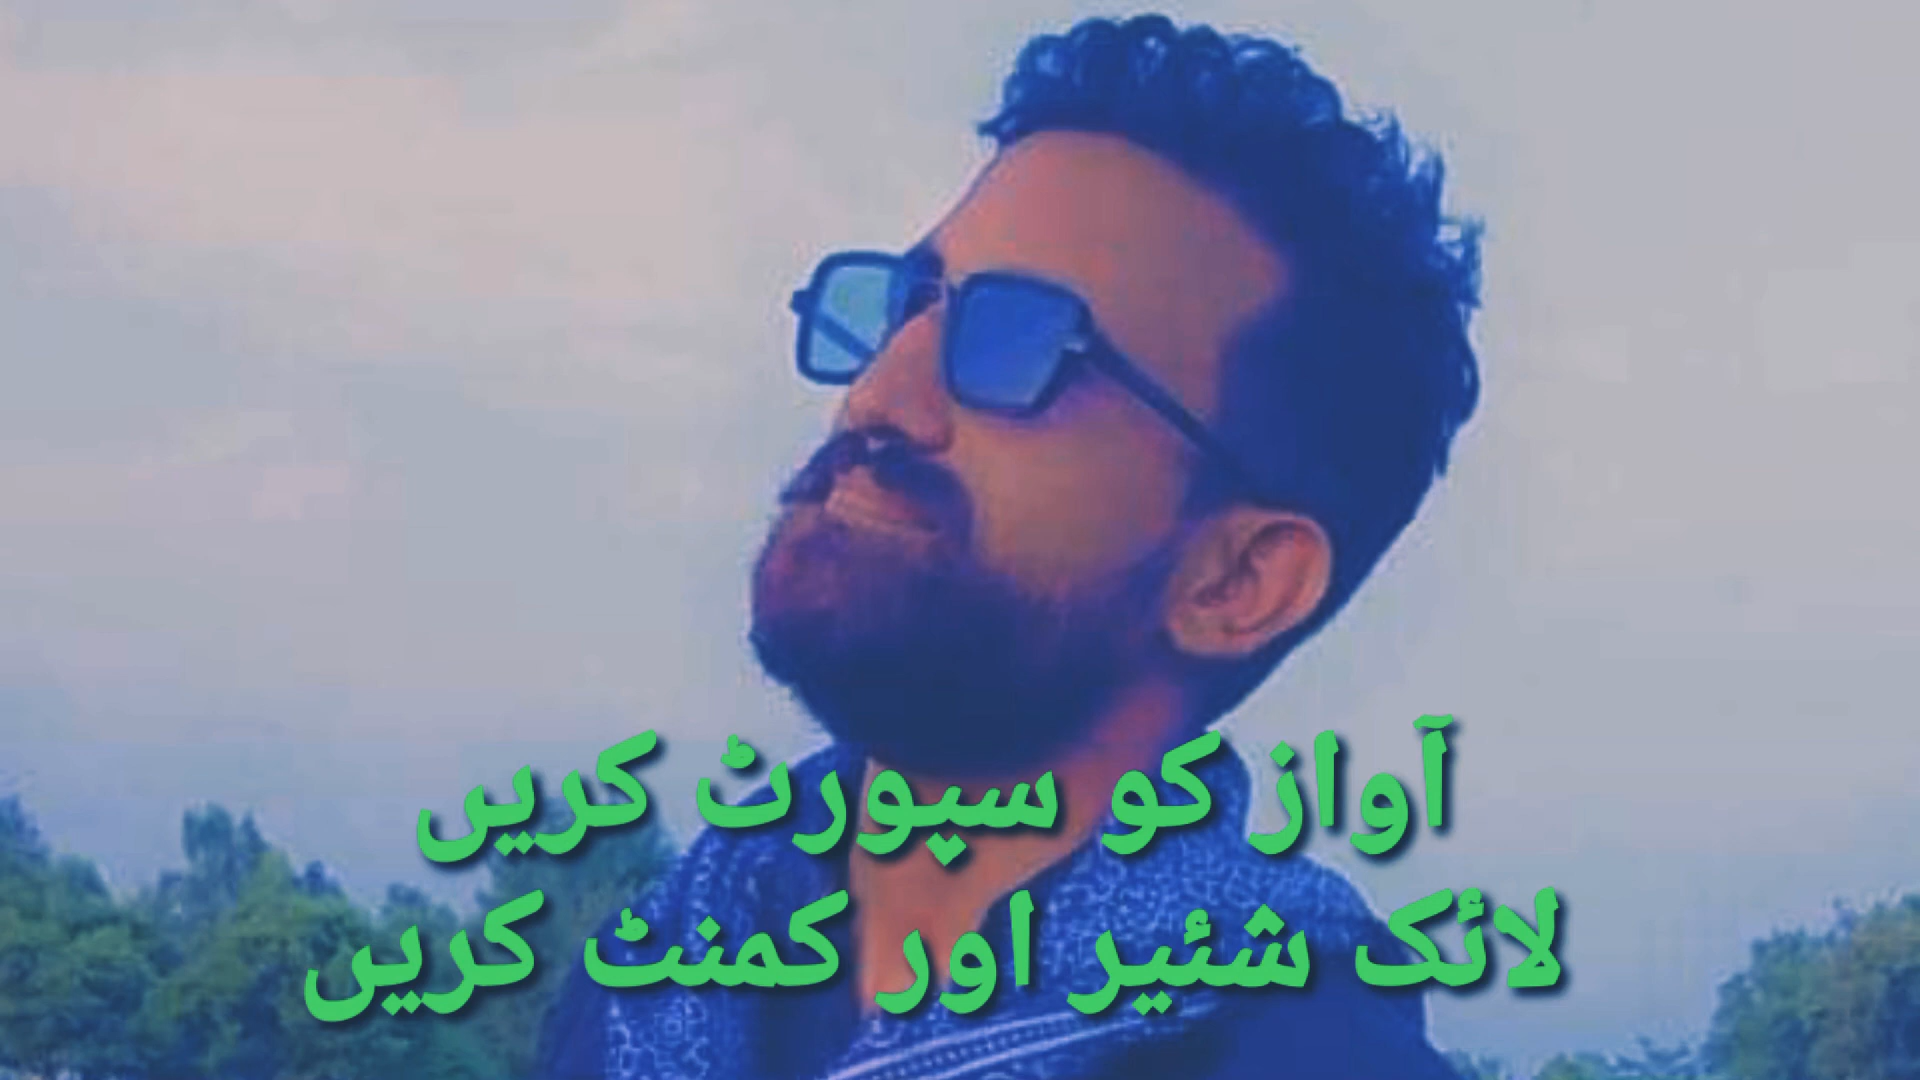 آواز کو سپورٹ کریں
لائک شئیر اور کمنٹ کریں